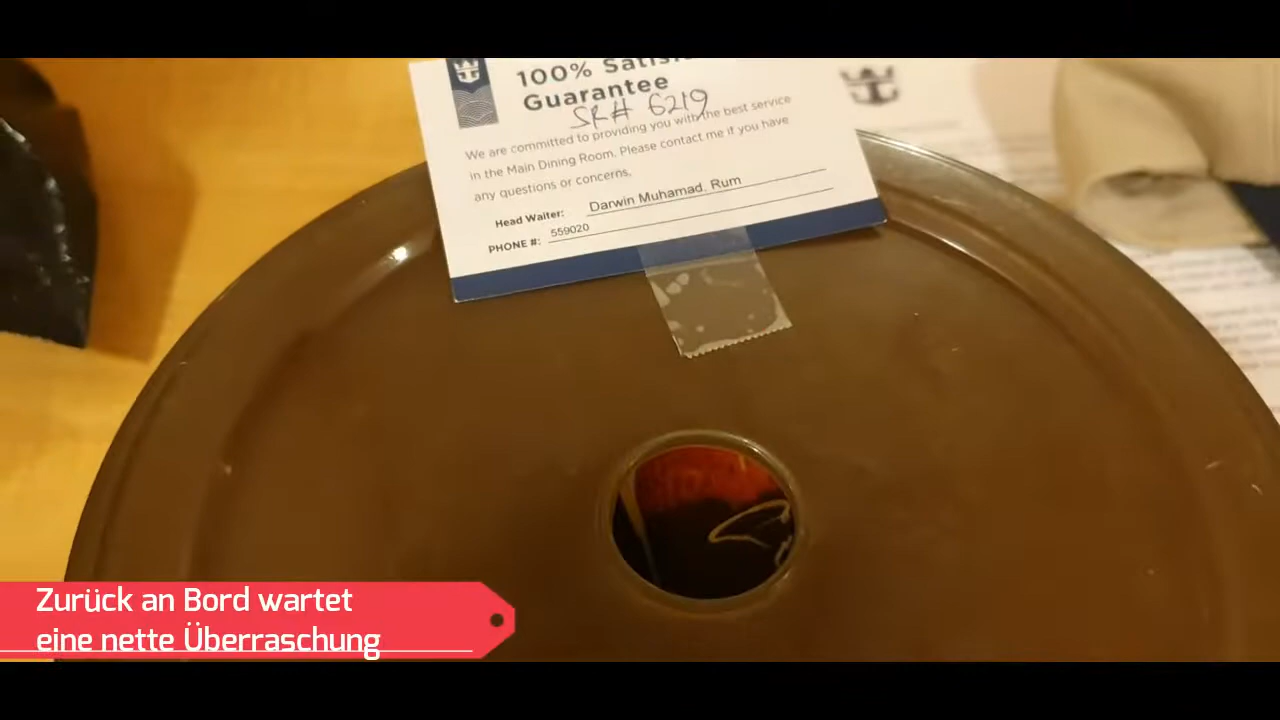 100% Satis
Guarantee
SR# 6219
We are committed to providing you with the best service
in the Main Dining Room. Please contact me if you have
any questions or concerns.
Head Waiter: Darwin Muhamad. Rum
PHONE #: 559020
Zurück an Bord wartet
eine nette Überraschung